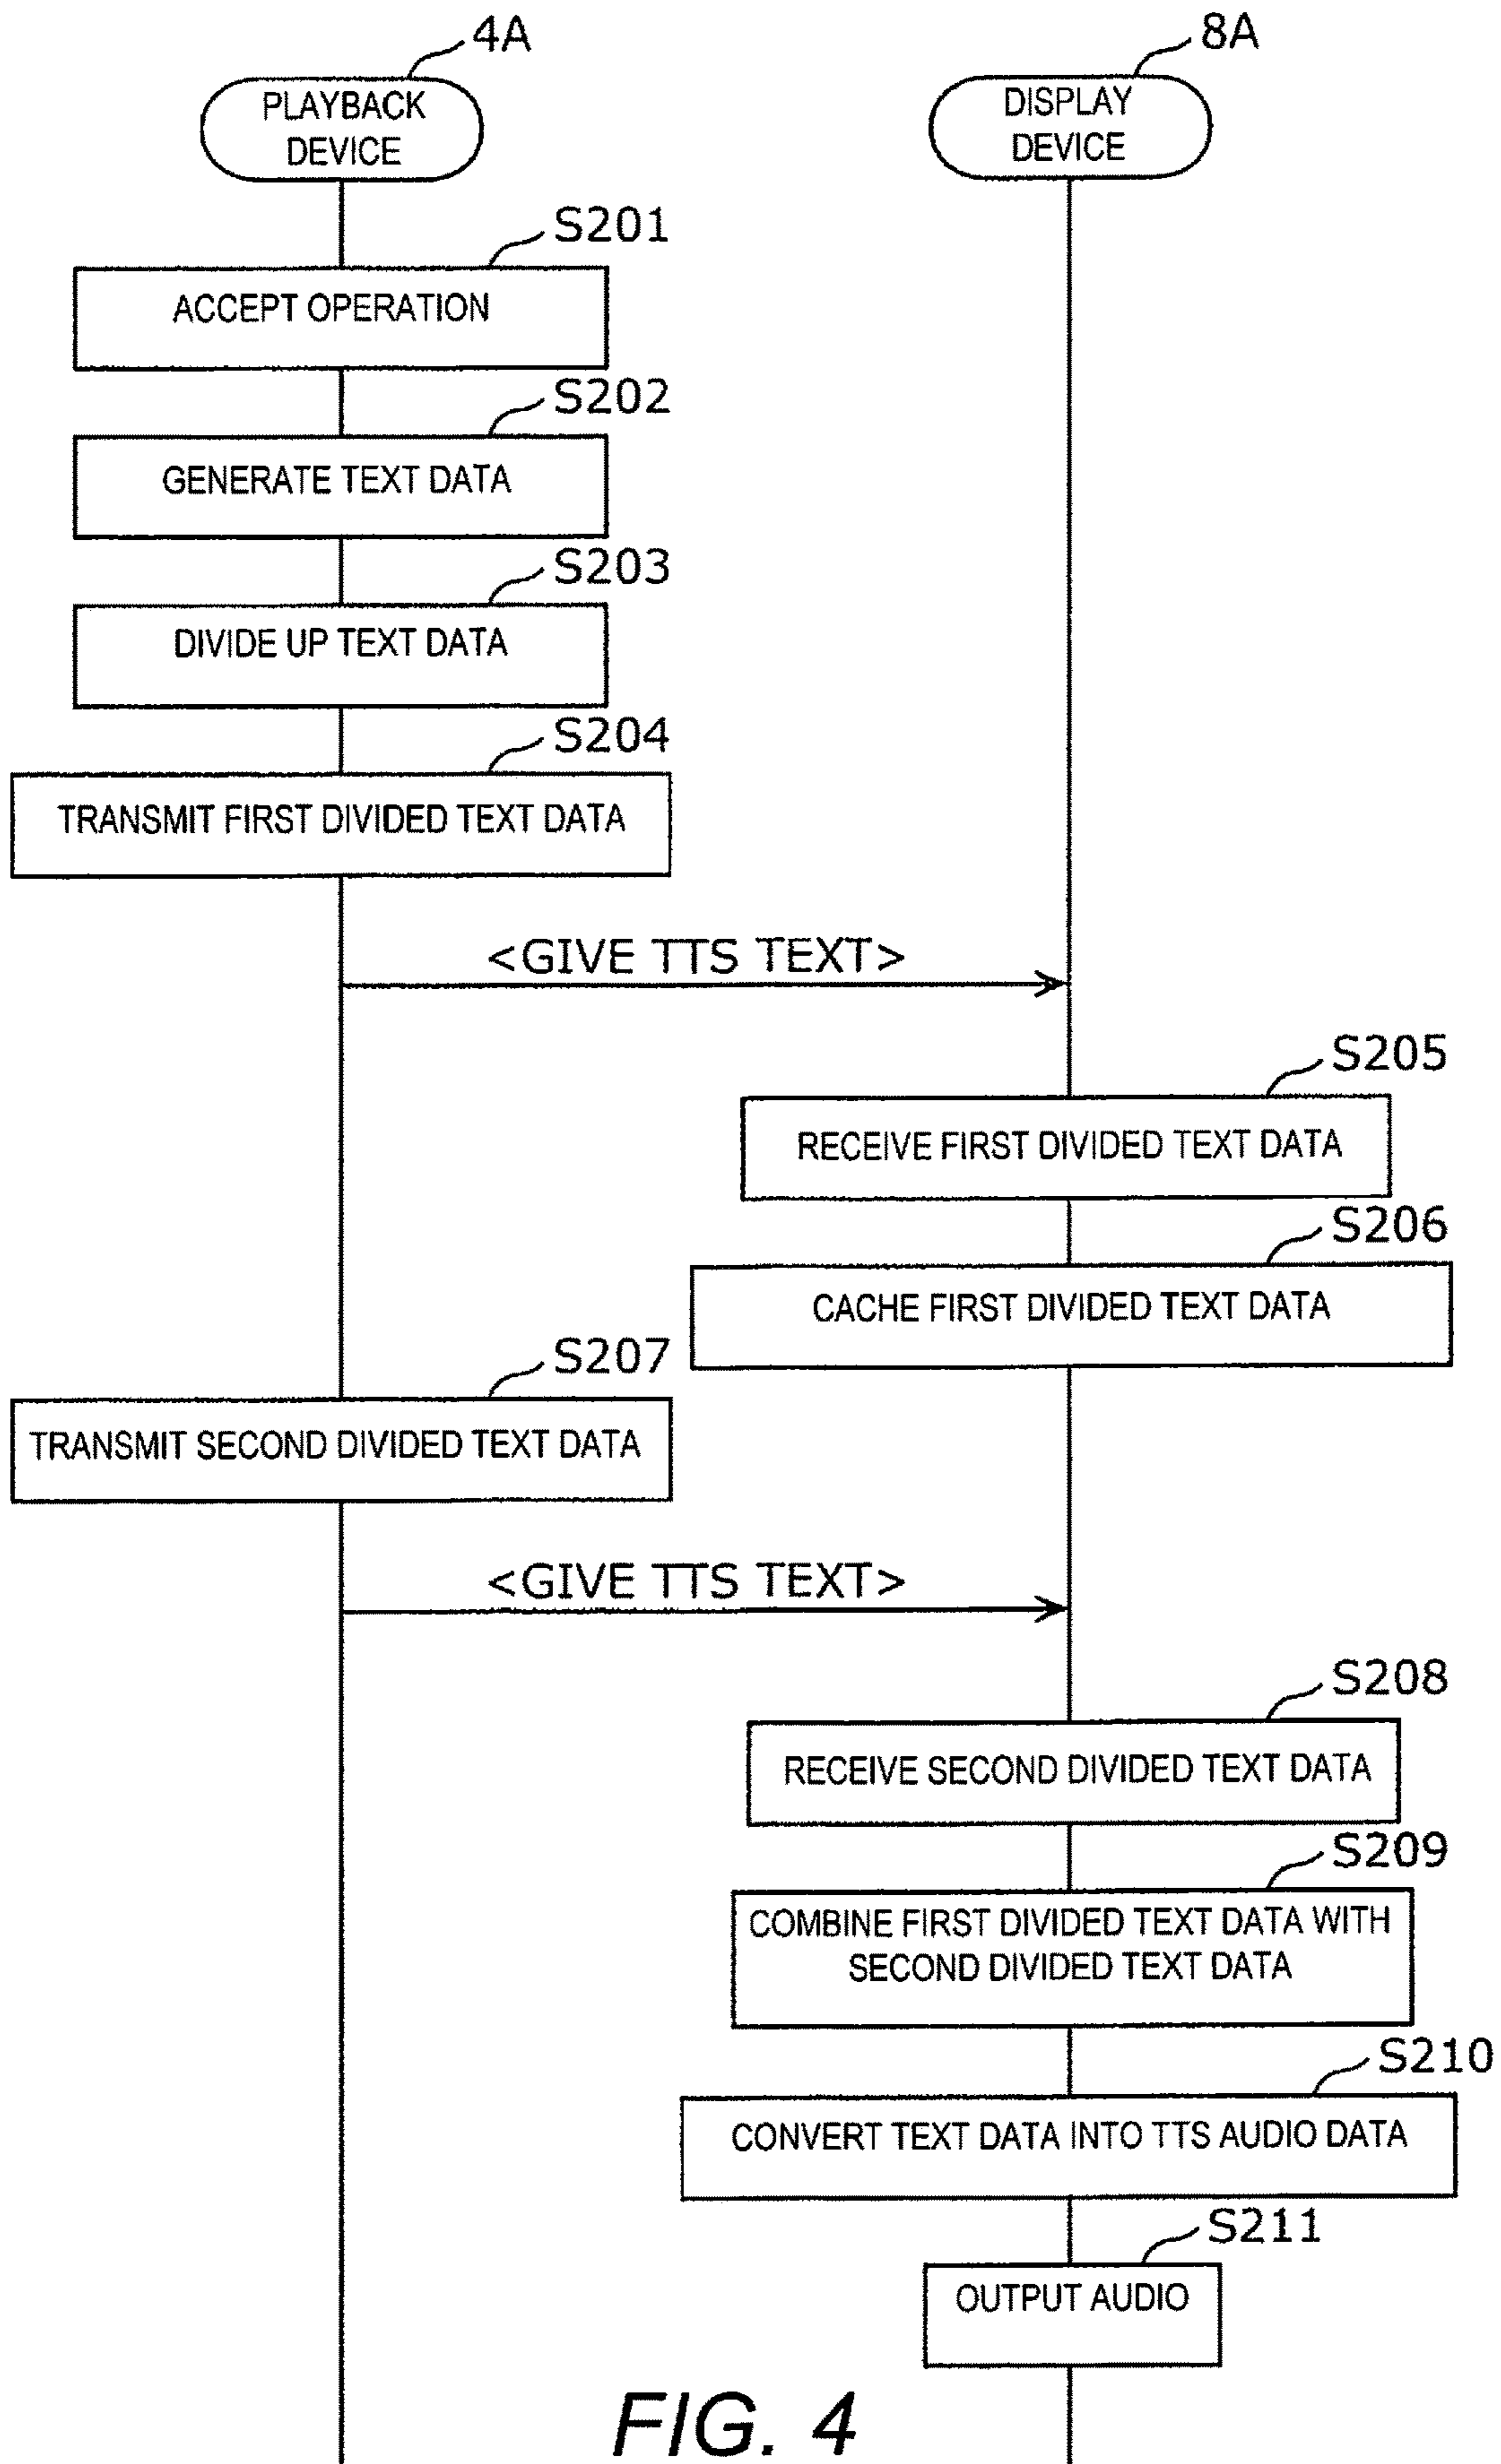 4A
8A
PLAYBACK
DEVICE
DISPLAY
DEVICE
S201
ACCEPT OPERATION
S202
GENERATE TEXT DATA
S203
DIVIDE UP TEXT DATA
S204
TRANSMIT FIRST DIVIDED TEXT DATA
<GIVE TTS TEXT>
S205
RECEIVE FIRST DIVIDED TEXT DATA
S206
CACHE FIRST DIVIDED TEXT DATA
S207
TRANSMIT SECOND DIVIDED TEXT DATA
<GIVE TTS TEXT>
S208
RECEIVE SECOND DIVIDED TEXT DATA
S209
COMBINE FIRST DIVIDED TEXT DATA WITH
SECOND DIVIDED TEXT DATA
S210
CONVERT TEXT DATA INTO TTS AUDIO DATA
S211
OUTPUT AUDIO
FIG. 4